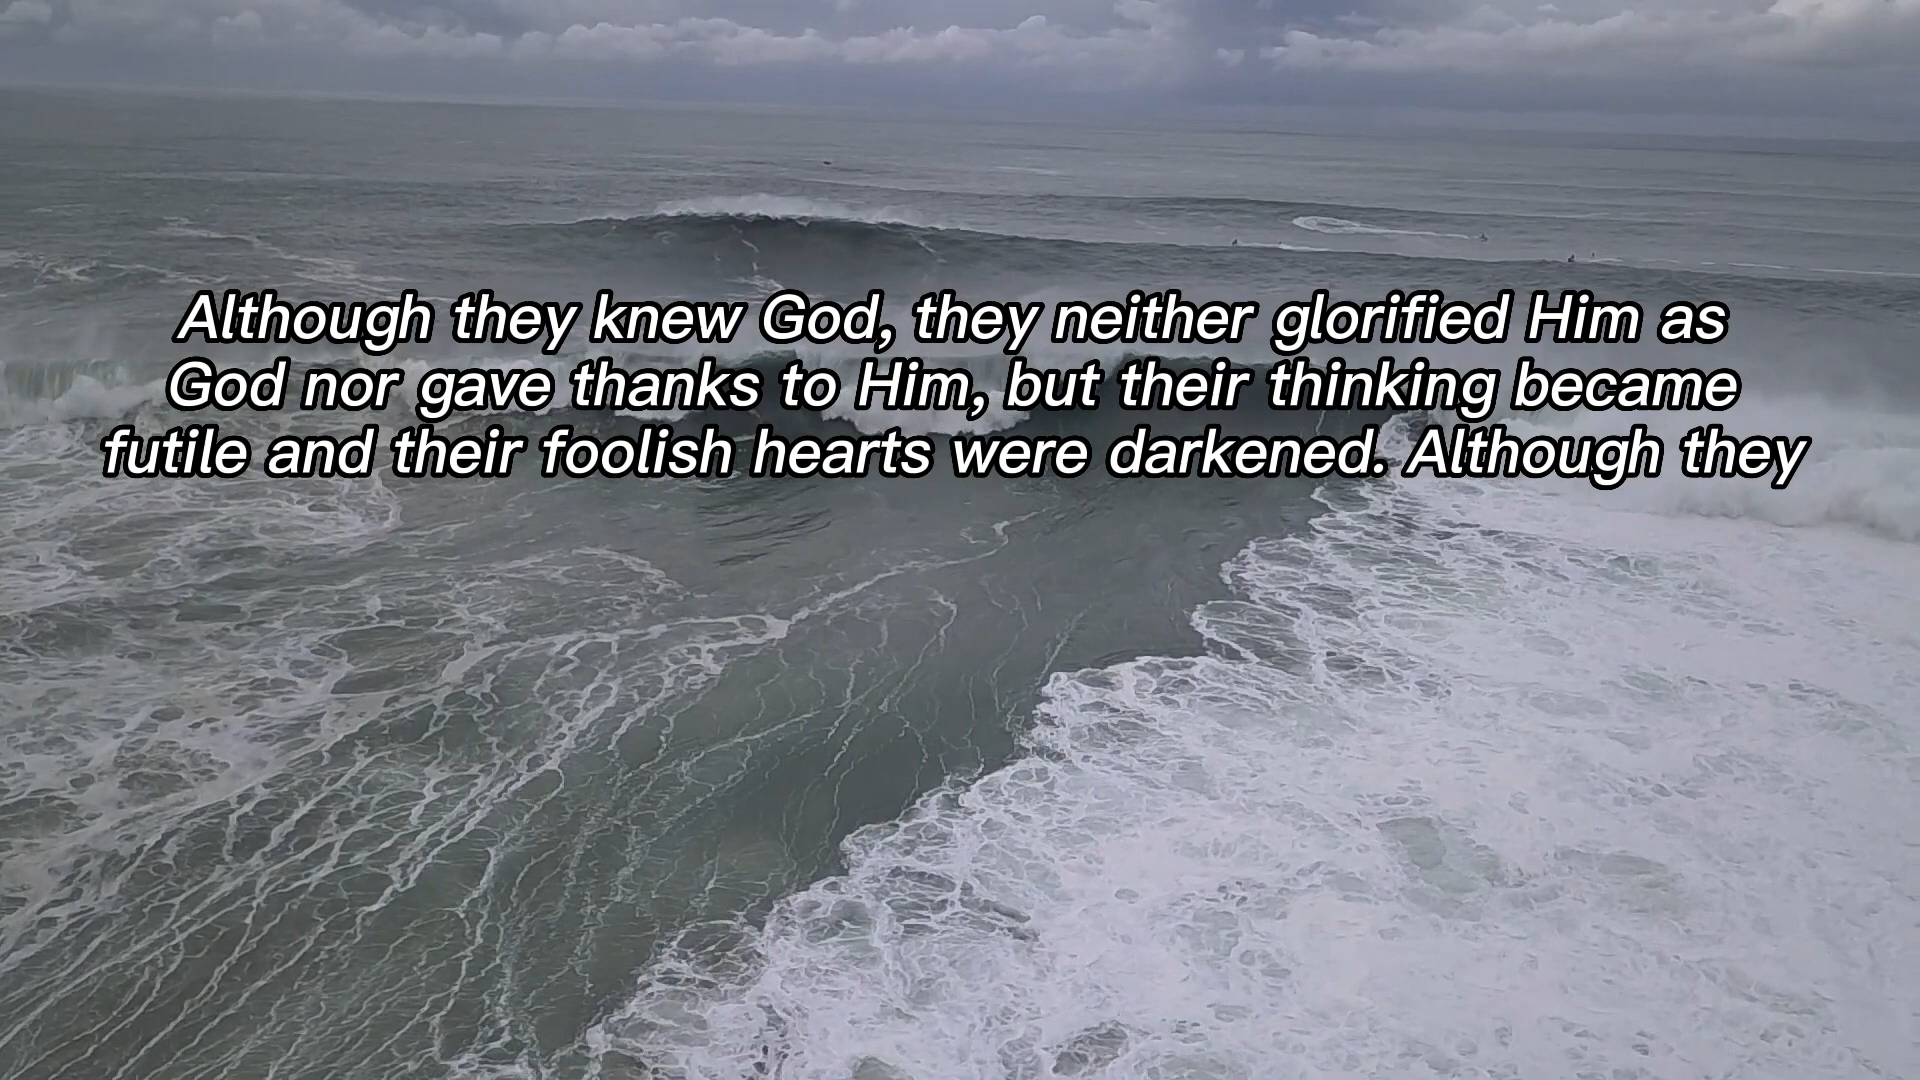 Although they knew God, they neither glorified Him as
God nor gave thanks to Him, but their thinking became
futile and their foolish hearts were darkened. Although they